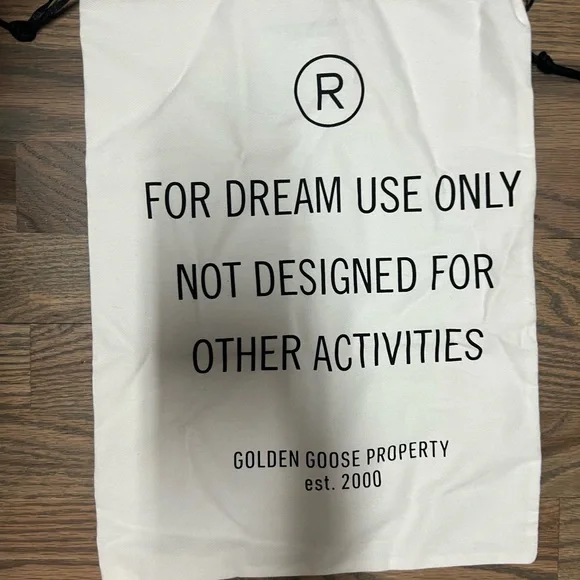 R
FOR DREAM USE ONLY
NOT DESIGNED FOR
OTHER ACTIVITIES
GOLDEN GOOSE PROPERTY
est. 2000